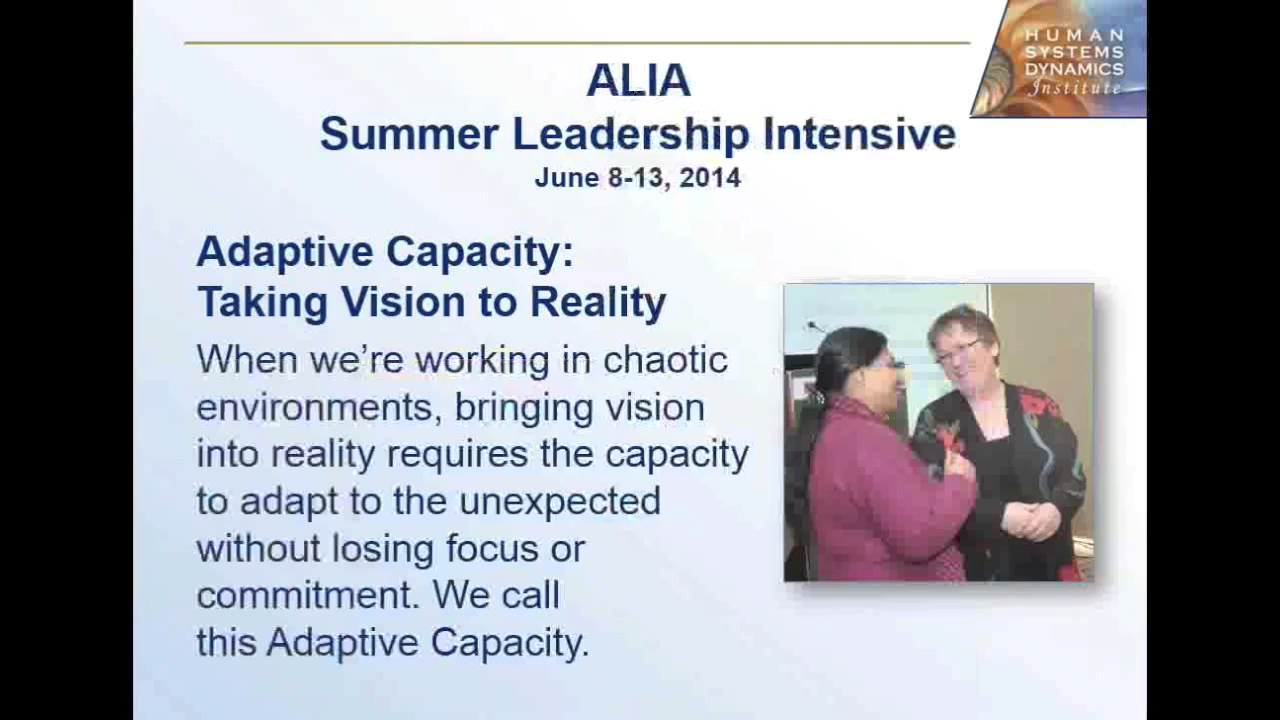 HUMAN
SYSTEMS
DYNAMICS
Institute
ALIA
Summer Leadership Intensive
June 8-13, 2014
Adaptive Capacity:
Taking Vision to Reality
When we’re working in chaotic
environments, bringing vision
into reality requires the capacity
to adapt to the unexpected
without losing focus or
commitment. We call
this Adaptive Capacity.